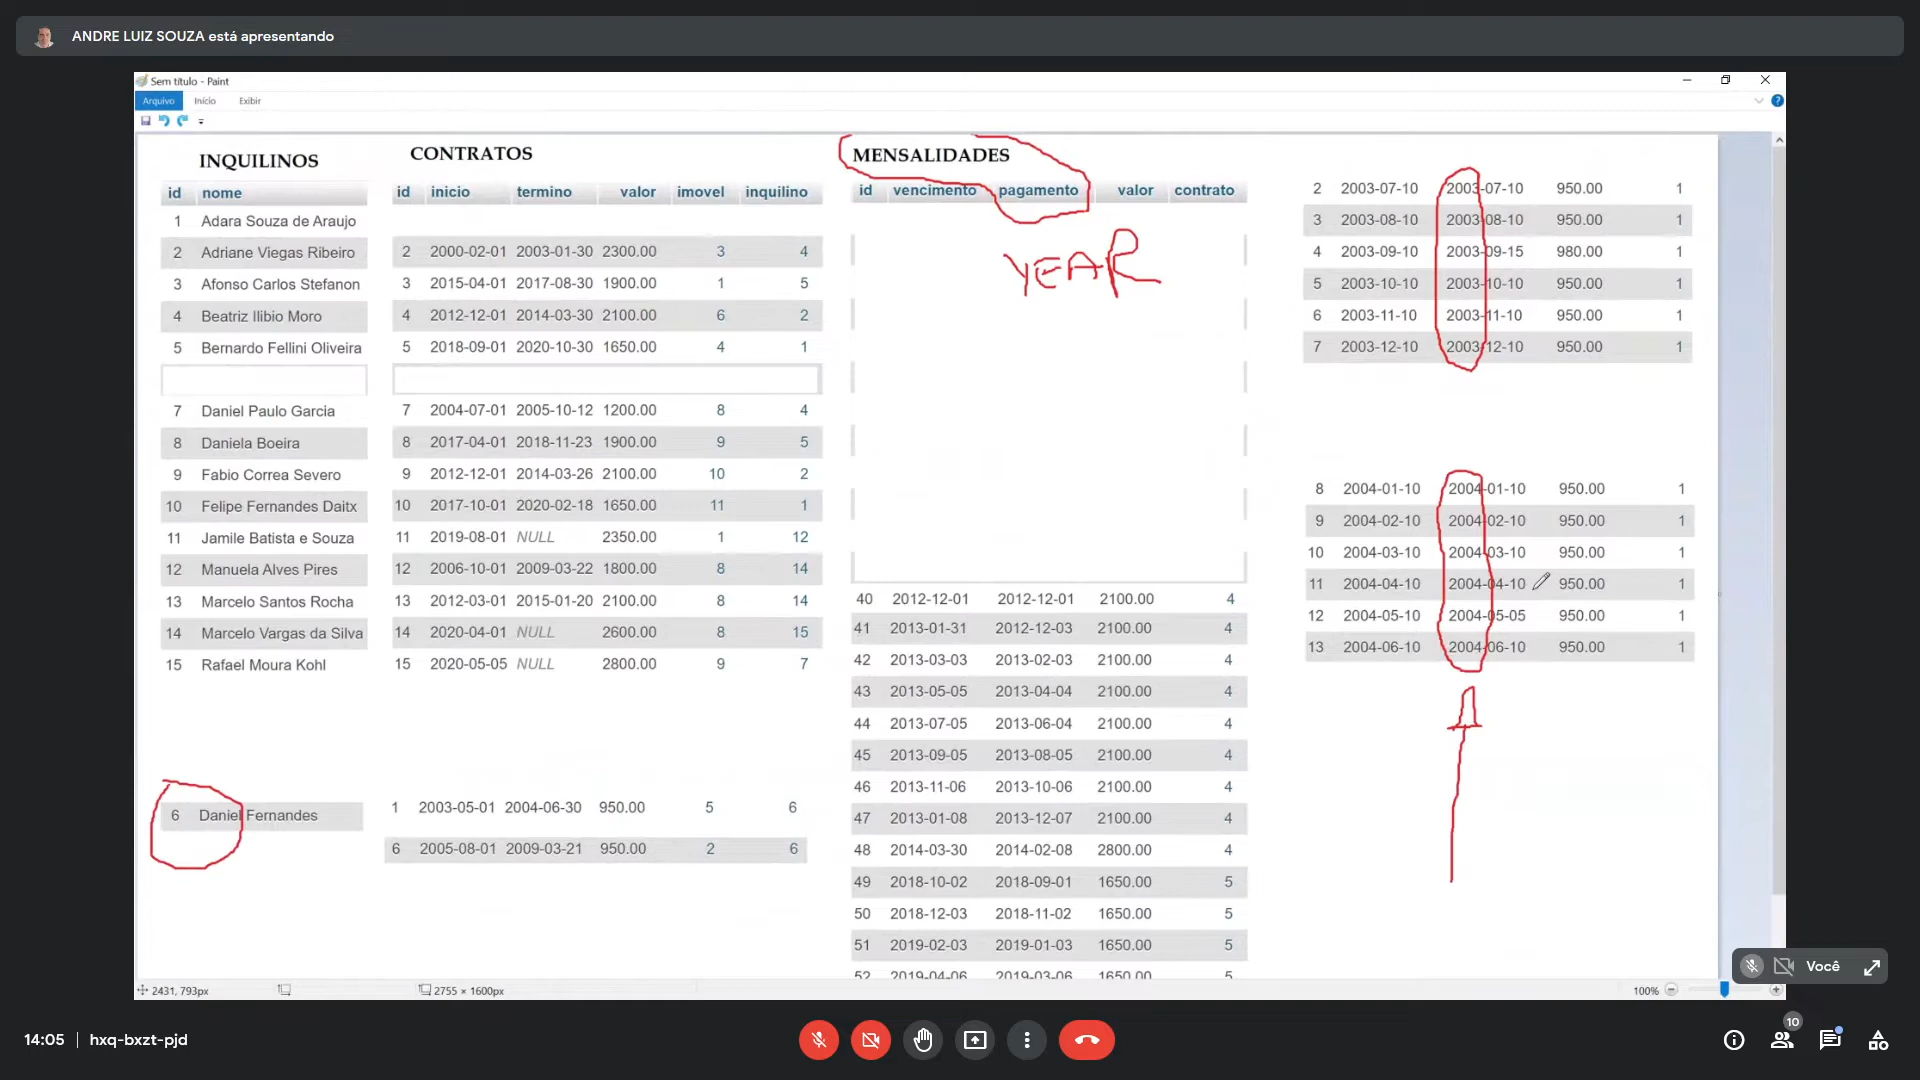 ANDRE LUIZ SOUZA está apresentando
Sem título - Paint
Arquivo Início Exibir
INQUILINOS
id nome
1 Adara Souza de Araujo
2 Adriane Viegas Ribeiro
3 Afonso Carlos Stefanon
4 Beatriz Ilibio Moro
5 Bernardo Fellini Oliveira
7 Daniel Paulo Garcia
8 Daniela Boeira
9 Fabio Correa Severo
10 Felipe Fernandes Daitx
11 Jamile Batista e Souza
12 Manuela Alves Pires
13 Marcelo Santos Rocha
14 Marcelo Vargas da Silva
15 Rafael Moura Kohl
6 Daniel Fernandes
CONTRATOS
id inicio termino valor imovel inquilino
2 2000-02-01 2003-01-30 2300.00 3 4
3 2015-04-01 2017-08-30 1900.00 1 5
4 2012-12-01 2014-03-30 2100.00 6 2
5 2018-09-01 2020-10-30 1650.00 4 1
7 2004-07-01 2005-10-12 1200.00 8 4
8 2017-04-01 2018-11-23 1900.00 9 5
9 2012-12-01 2014-03-26 2100.00 10 2
10 2017-10-01 2020-02-18 1650.00 11 1
11 2019-08-01 NULL 2350.00 1 12
12 2006-10-01 2009-03-22 1800.00 8 14
13 2012-03-01 2015-01-20 2100.00 8 14
14 2020-04-01 NULL 2600.00 8 15
15 2020-05-05 NULL 2800.00 9 7
1 2003-05-01 2004-06-30 950.00 5 6
6 2005-08-01 2009-03-21 950.00 2 6
MENSALIDADES
id vencimento pagamento valor contrato
YEAR
40 2012-12-01 2012-12-01 2100.00 4
41 2013-01-31 2012-12-03 2100.00 4
42 2013-03-03 2013-02-03 2100.00 4
43 2013-05-05 2013-04-04 2100.00 4
44 2013-07-05 2013-06-04 2100.00 4
45 2013-09-05 2013-08-05 2100.00 4
46 2013-11-06 2013-10-06 2100.00 4
47 2013-01-08 2013-12-07 2100.00 4
48 2014-03-30 2014-02-08 2800.00 4
49 2018-10-02 2018-09-01 1650.00 5
50 2018-12-03 2018-11-02 1650.00 5
51 2019-02-03 2019-01-03 1650.00 5
52 2019-04-06 2019-03-06 1650.00 5
2 2003-07-10 2003-07-10 950.00 1
3 2003-08-10 2003-08-10 950.00 1
4 2003-09-10 2003-09-15 980.00 1
5 2003-10-10 2003-10-10 950.00 1
6 2003-11-10 2003-11-10 950.00 1
7 2003-12-10 2003-12-10 950.00 1
8 2004-01-10 2004-01-10 950.00 1
9 2004-02-10 2004-02-10 950.00 1
10 2004-03-10 2004-03-10 950.00 1
11 2004-04-10 2004-04-10 950.00 1
12 2004-05-10 2004-05-05 950.00 1
13 2004-06-10 2004-06-10 950.00 1
Você
2431, 793px 2755 × 1600px 100%
14:05 hxq-bxzt-pjd
10